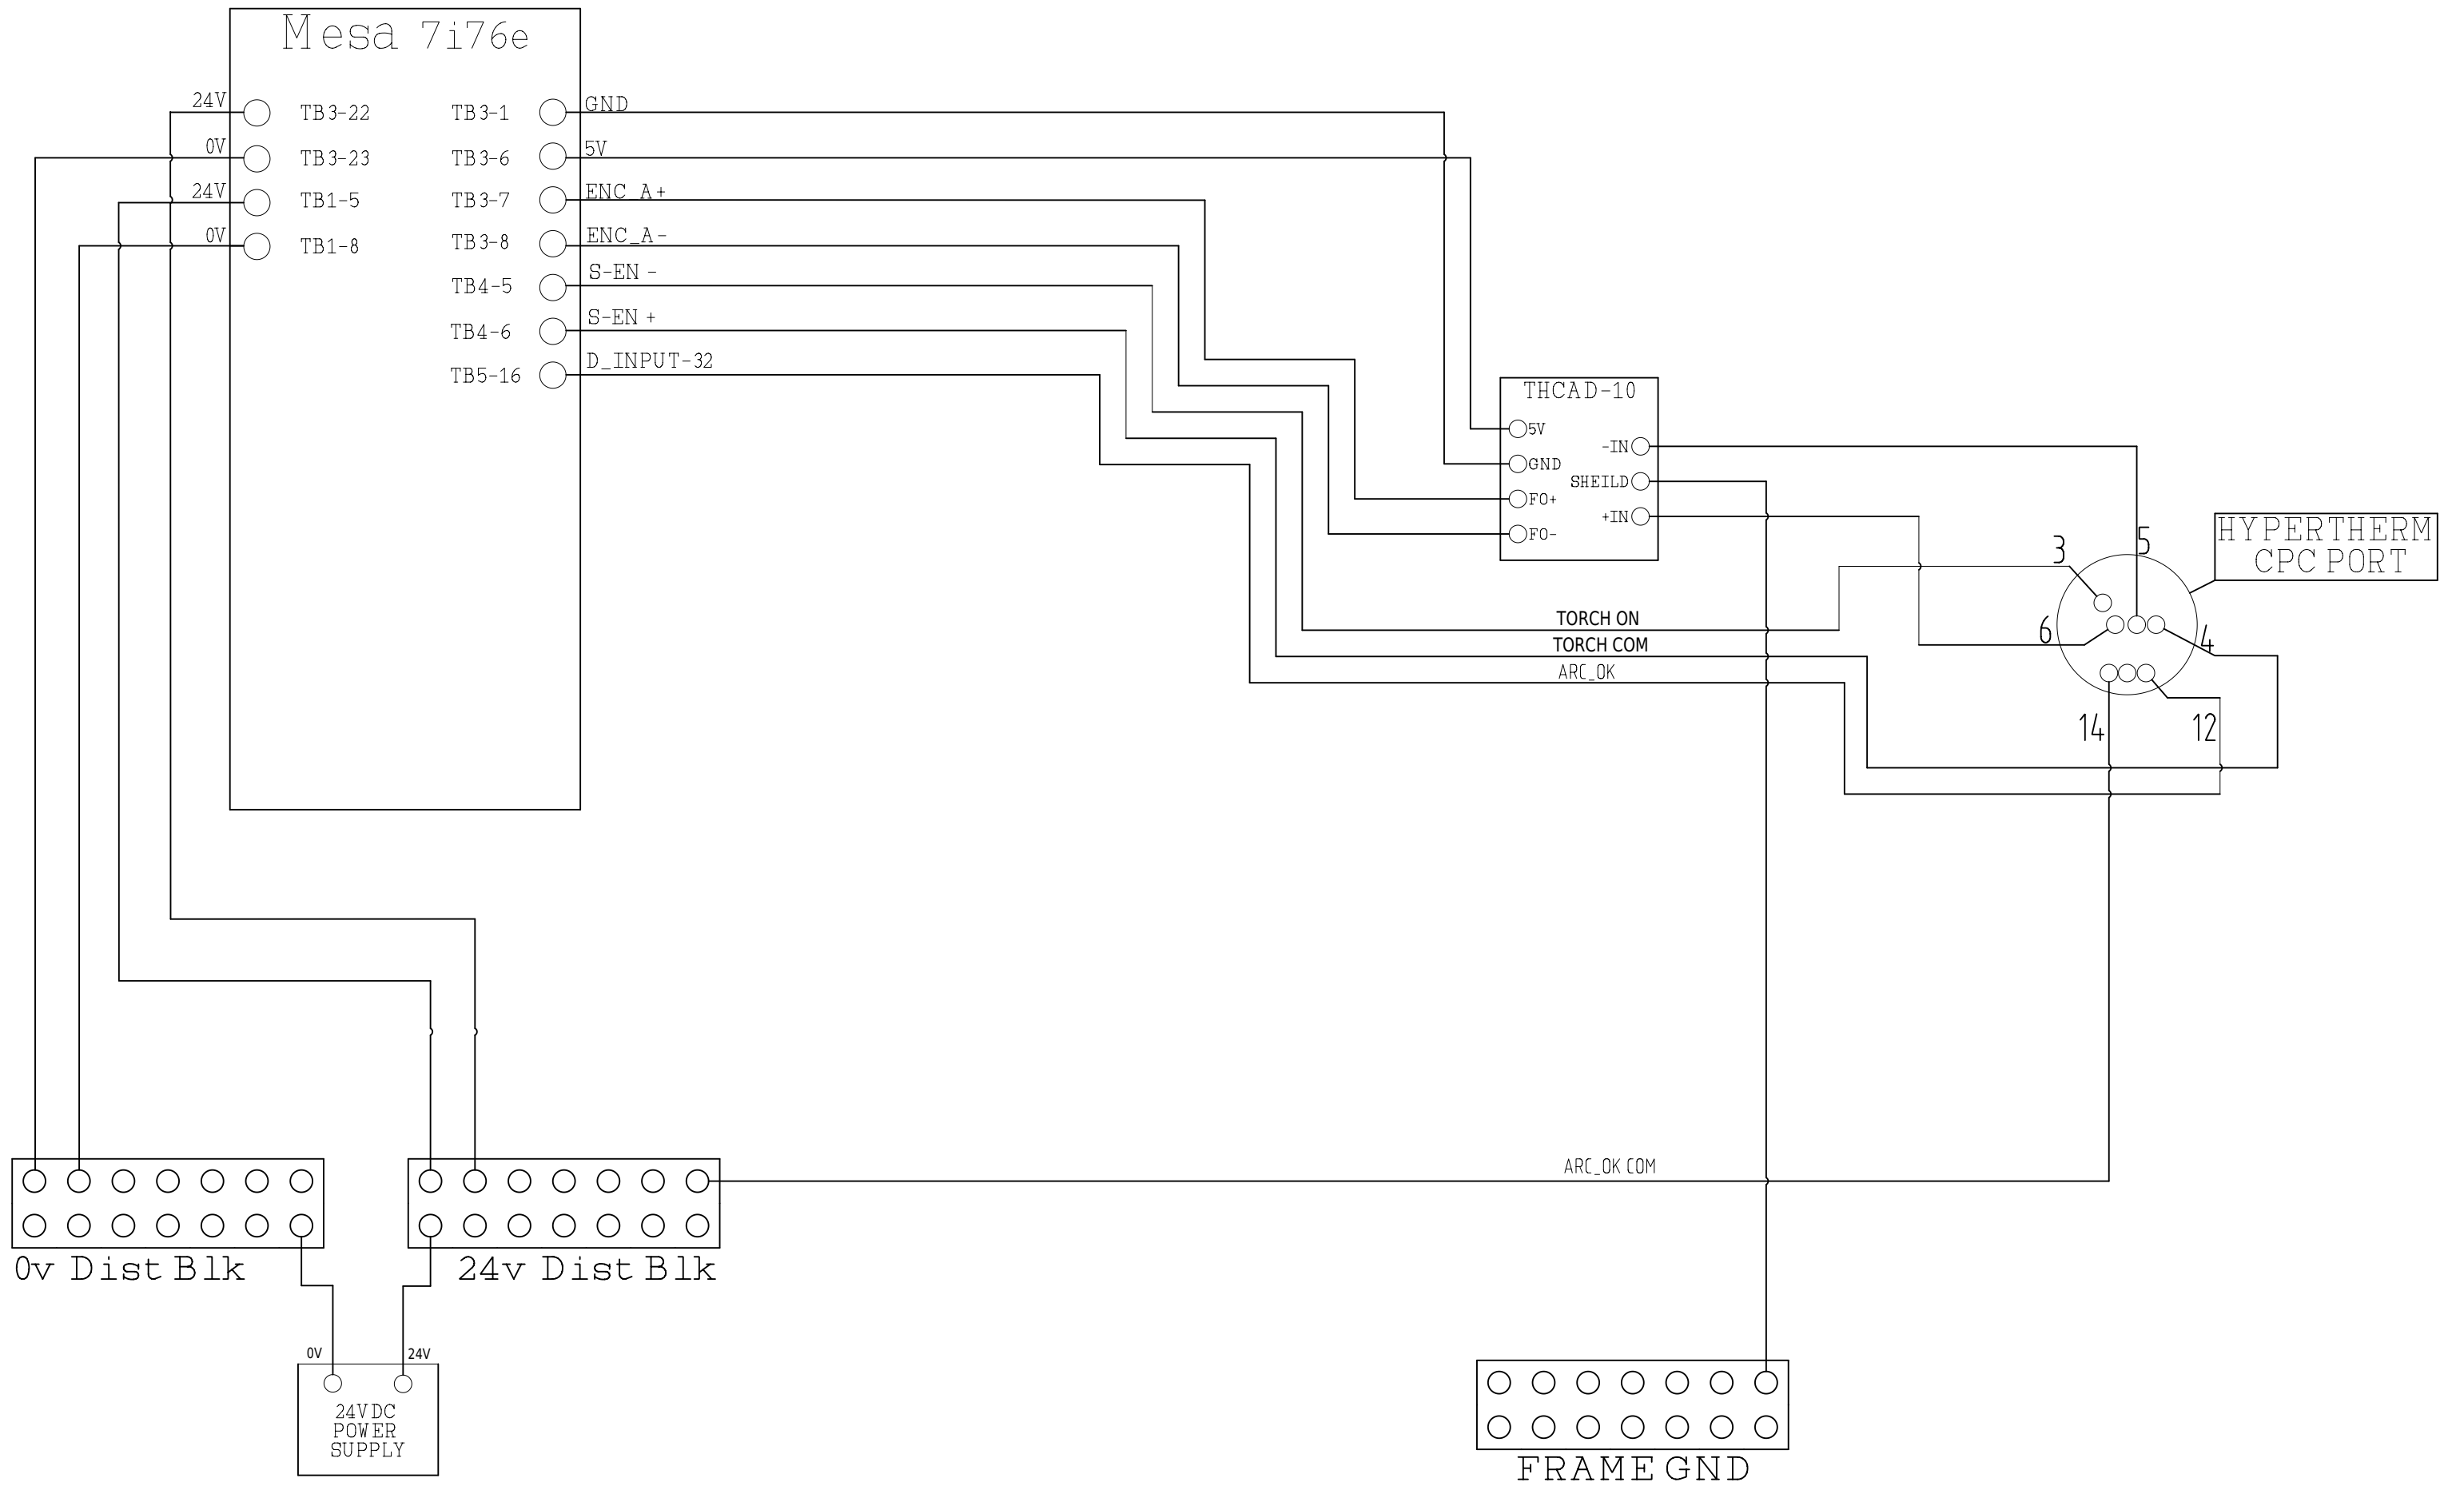 Mesa 7i76e
24V
TB3-22
TB3-1
GND
0V
TB3-23
TB3-6
5V
24V
TB1-5
TB3-7
ENC_A+
0V
TB1-8
TB3-8
ENC_A-
TB4-5
S-EN -
TB4-6
S-EN +
TB5-16
D_INPUT-32
THCAD-10
5V
-IN
GND
SHEILD
FO+
+IN
FO-
HYPERTHERM
CPC PORT
3
5
6
4
14
12
TORCH ON
TORCH COM
ARC_OK
ARC_OK COM
0v Dist Blk
24v Dist Blk
0V
24V
24VDC
POWER
SUPPLY
FRAME GND